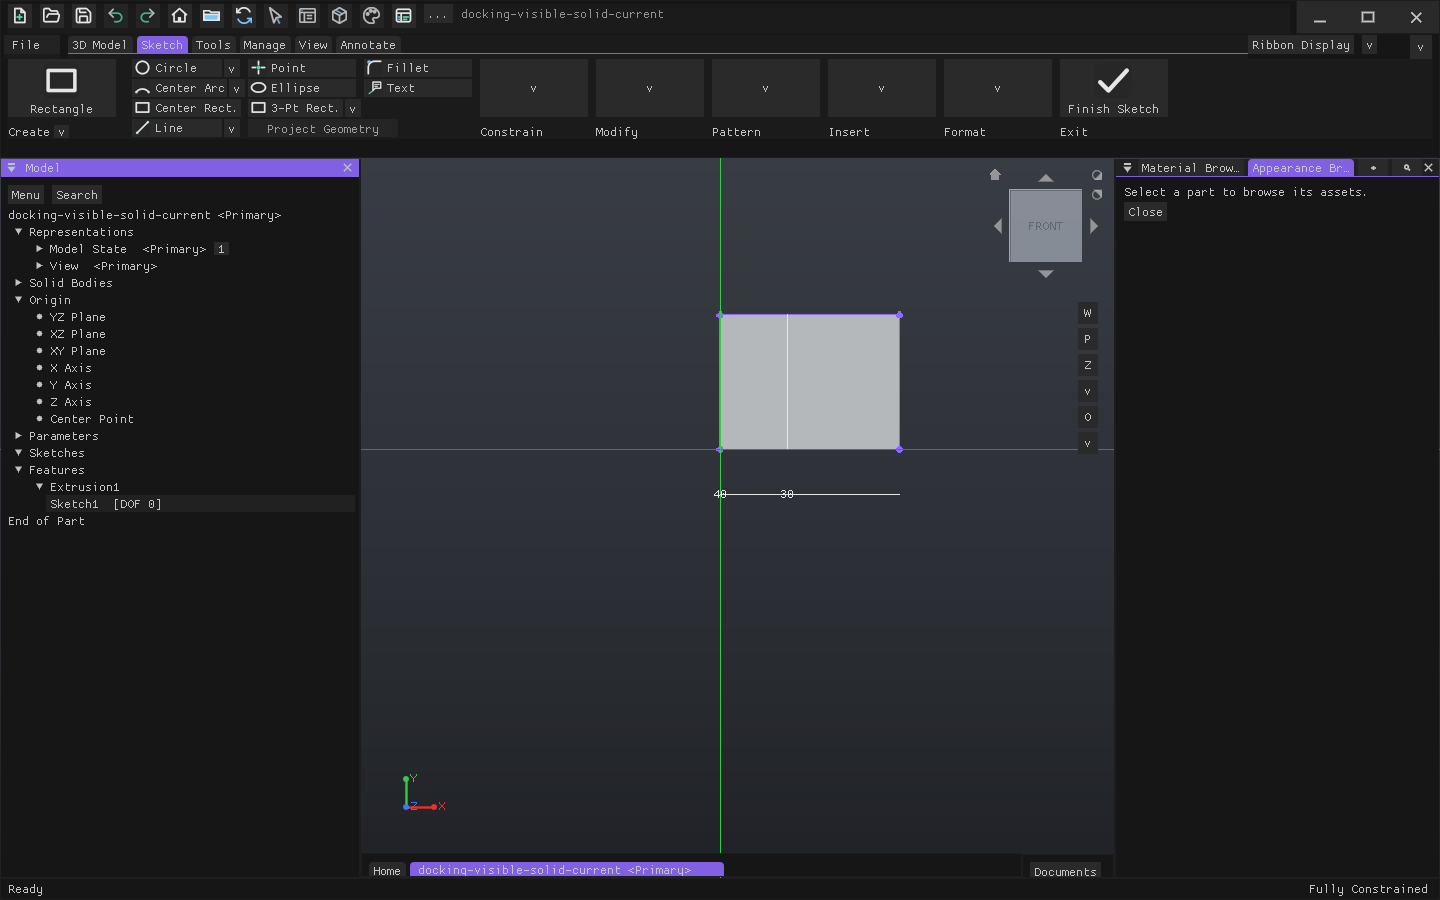 ... docking-visible-solid-current
File 3D Model Sketch Tools Manage View Annotate Ribbon Display v v
Rectangle
Create v
Circle v Point Fillet
Center Arc v Ellipse Text
Center Rect. 3-Pt Rect. v
Line v Project Geometry
v v v v v
Constrain Modify Pattern Insert Format
Finish Sketch
Exit
Model
Menu Search
docking-visible-solid-current <Primary>
Representations
Model State <Primary> 1
View <Primary>
Solid Bodies
Origin
YZ Plane
XZ Plane
XY Plane
X Axis
Y Axis
Z Axis
Center Point
Parameters
Sketches
Features
Extrusion1
Sketch1 [DOF 0]
End of Part
FRONT
W
P
Z
v
O
v
40 30
Y
Z X
Material Brow... Appearance Br...
Select a part to browse its assets.
Close
Home docking-visible-solid-current <Primary> Documents
Ready Fully Constrained